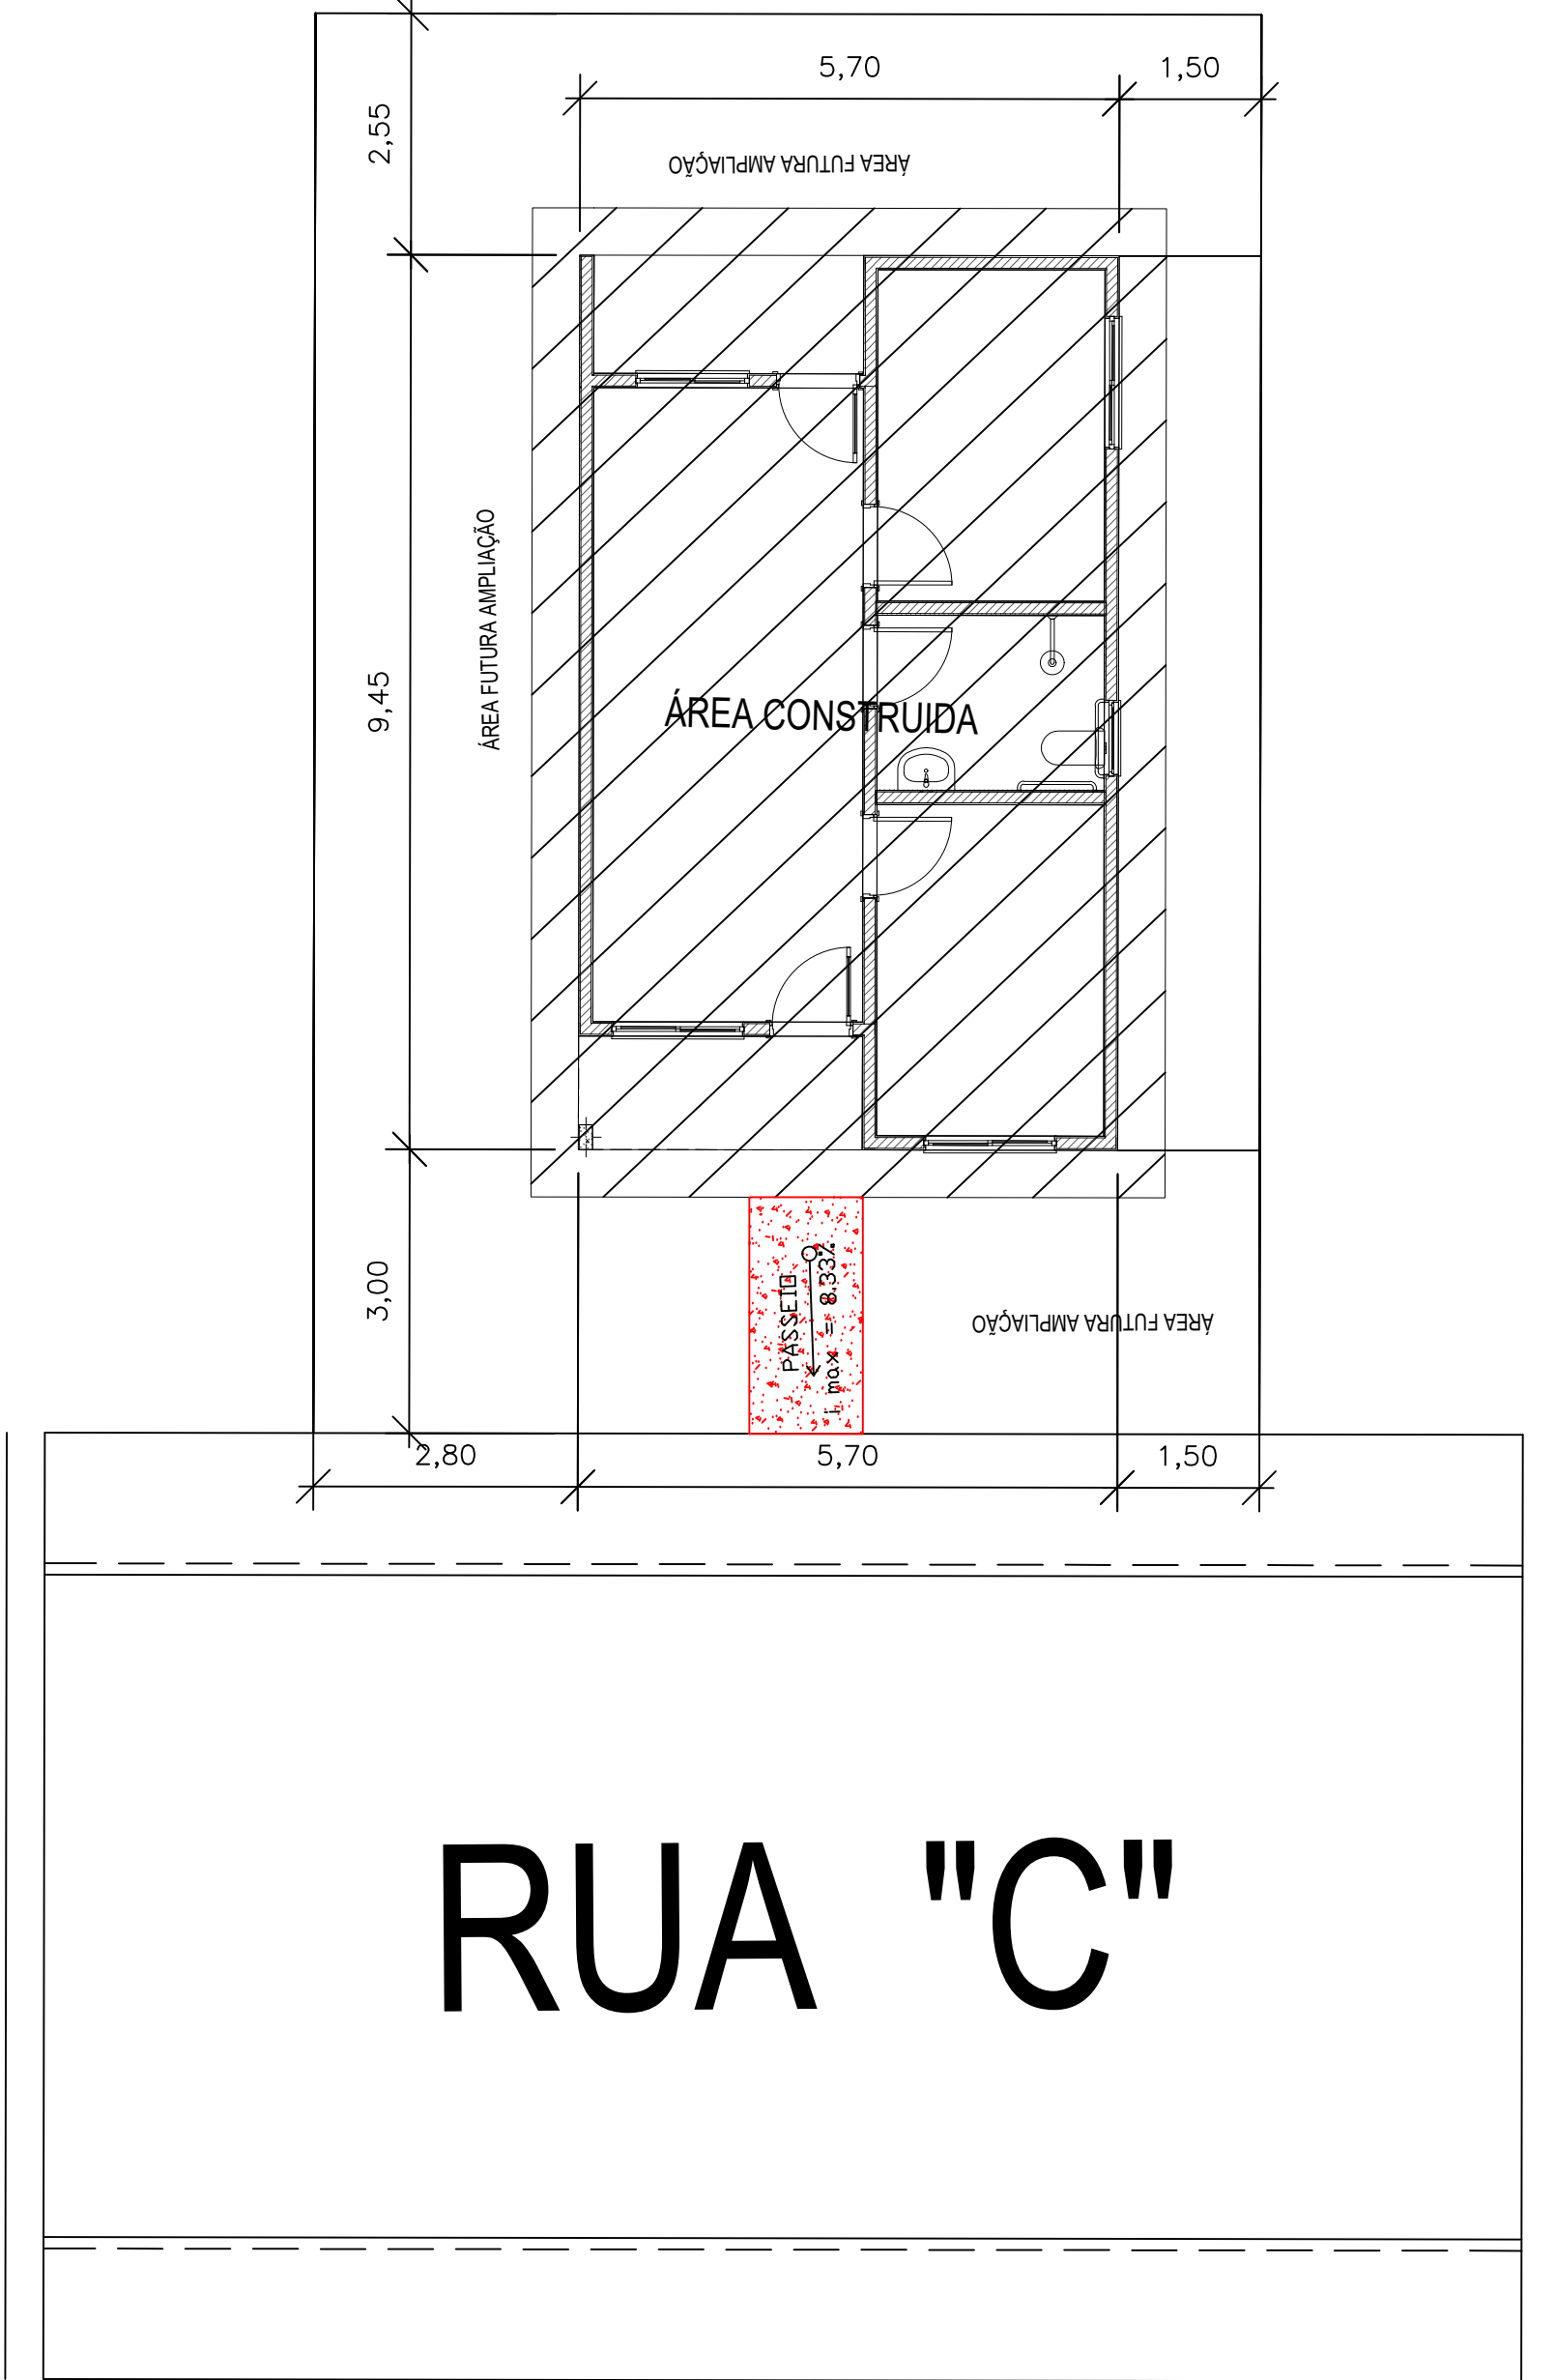 5,70
1,50
2,55
ÁREA FUTURA AMPLIAÇÃO
ÁREA FUTURA AMPLIAÇÃO
9,45
ÁREA CONSTRUIDA
3,00
PASSEIO
i max = 8.33%
ÁREA FUTURA AMPLIAÇÃO
2,80
5,70
1,50
RUA "C"